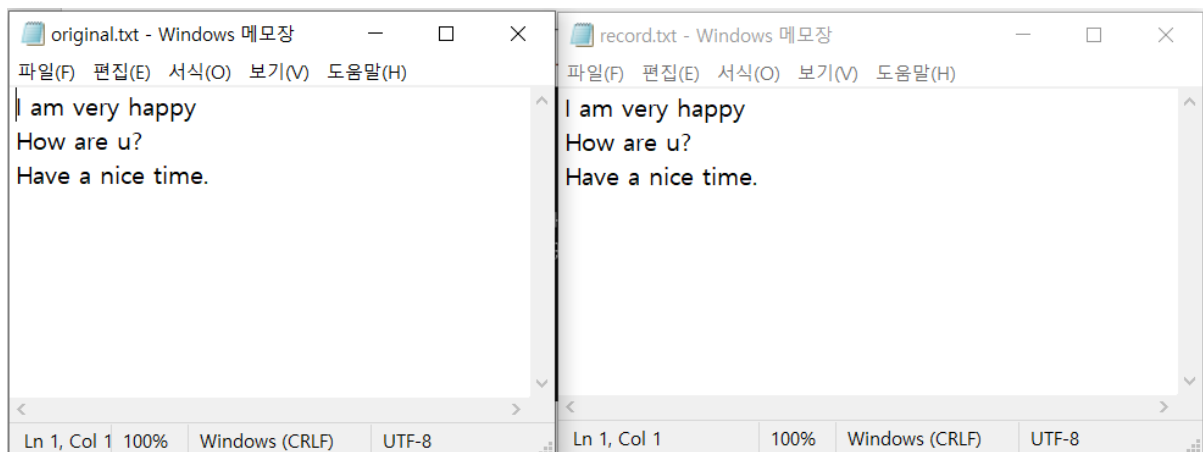 original.txt - Windows 메모장
파일(F) 편집(E) 서식(O) 보기(V) 도움말(H)
I am very happy
How are u?
Have a nice time.
Ln 1, Col 1 100% Windows (CRLF) UTF-8
record.txt - Windows 메모장
파일(F) 편집(E) 서식(O) 보기(V) 도움말(H)
I am very happy
How are u?
Have a nice time.
Ln 1, Col 1 100% Windows (CRLF) UTF-8